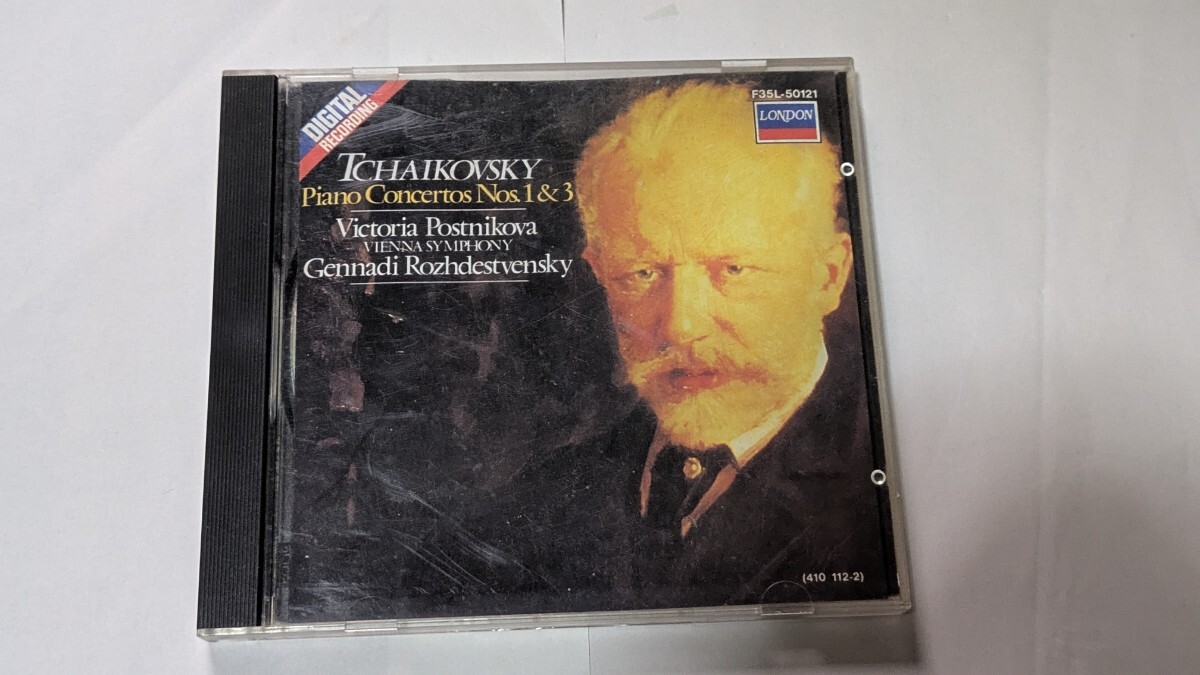 DIGITAL
RECORDING
F35L-50121
LONDON
TCHAIKOVSKY
Piano Concertos Nos. 1 & 3
Victoria Postnikova
VIENNA SYMPHONY
Gennadi Rozhdestvensky
(410 112-2)